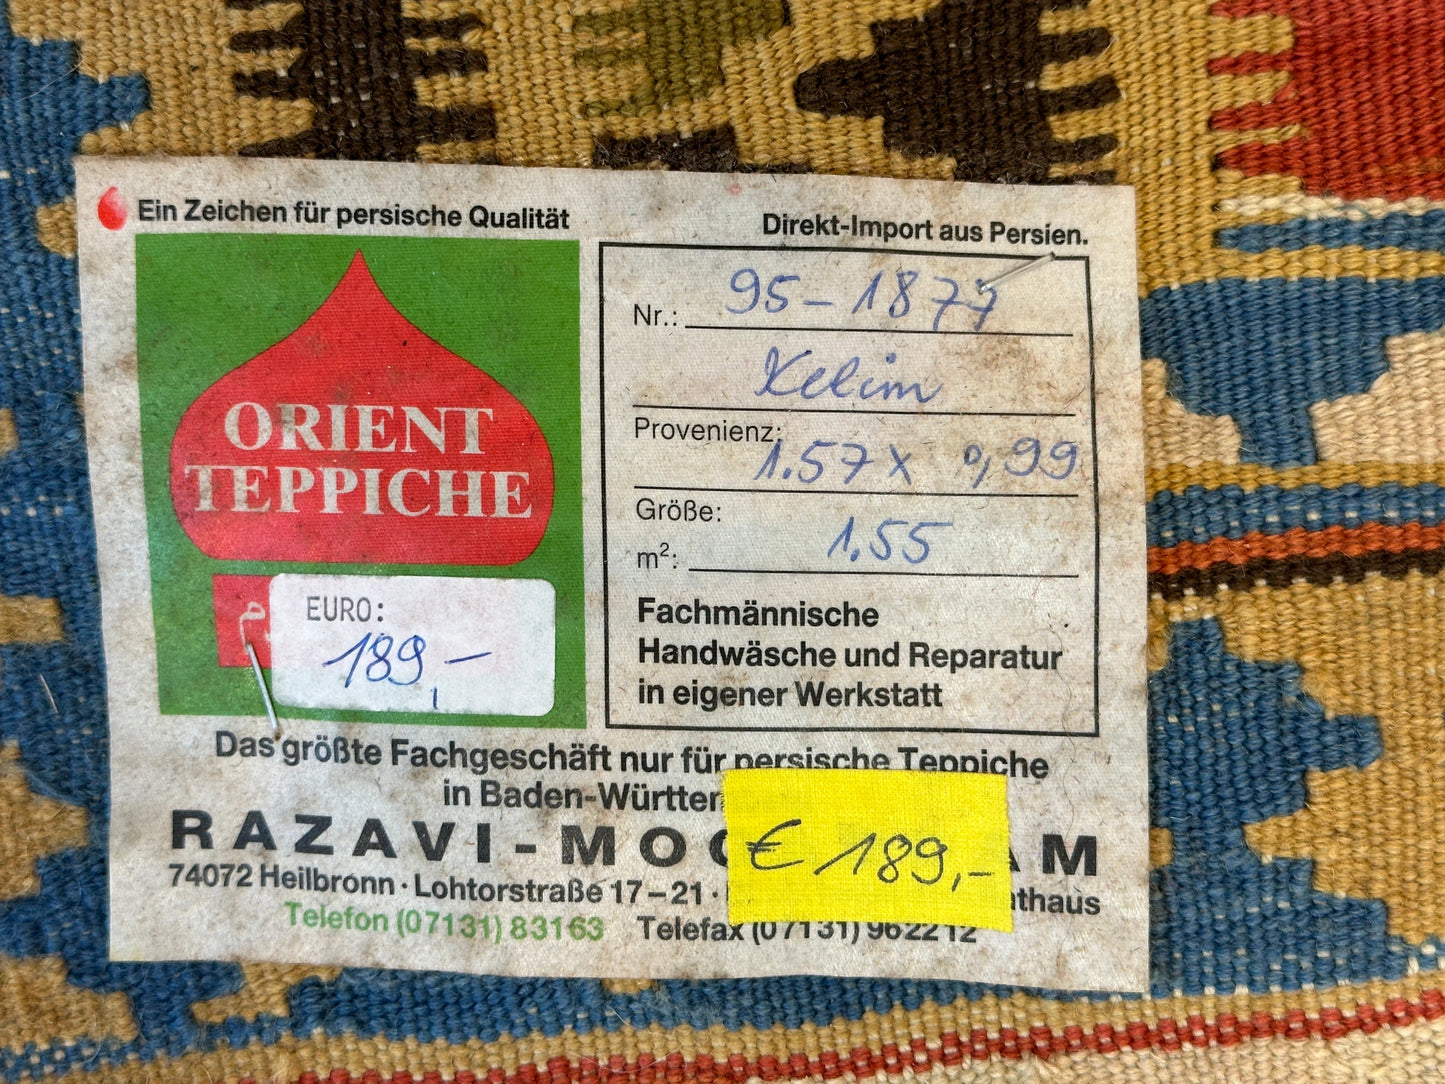 Ein Zeichen für persische Qualität
Direkt-Import aus Persien.
ORIENT
TEPPICHE
EURO:
189,–
Nr.: 95–1877
Kelim
Provenienz:
1.57 x 0,99
Größe:
m²: 1.55
Fachmännische
Handwäsche und Reparatur
in eigener Werkstatt
Das größte Fachgeschäft nur für persische Teppiche
in Baden-Württem
RAZAVI-MO AM
€ 189,–
74072 Heilbronn · Lohtorstraße 17–21 · athaus
Telefon (07131) 83163 Telefax (07131) 962212